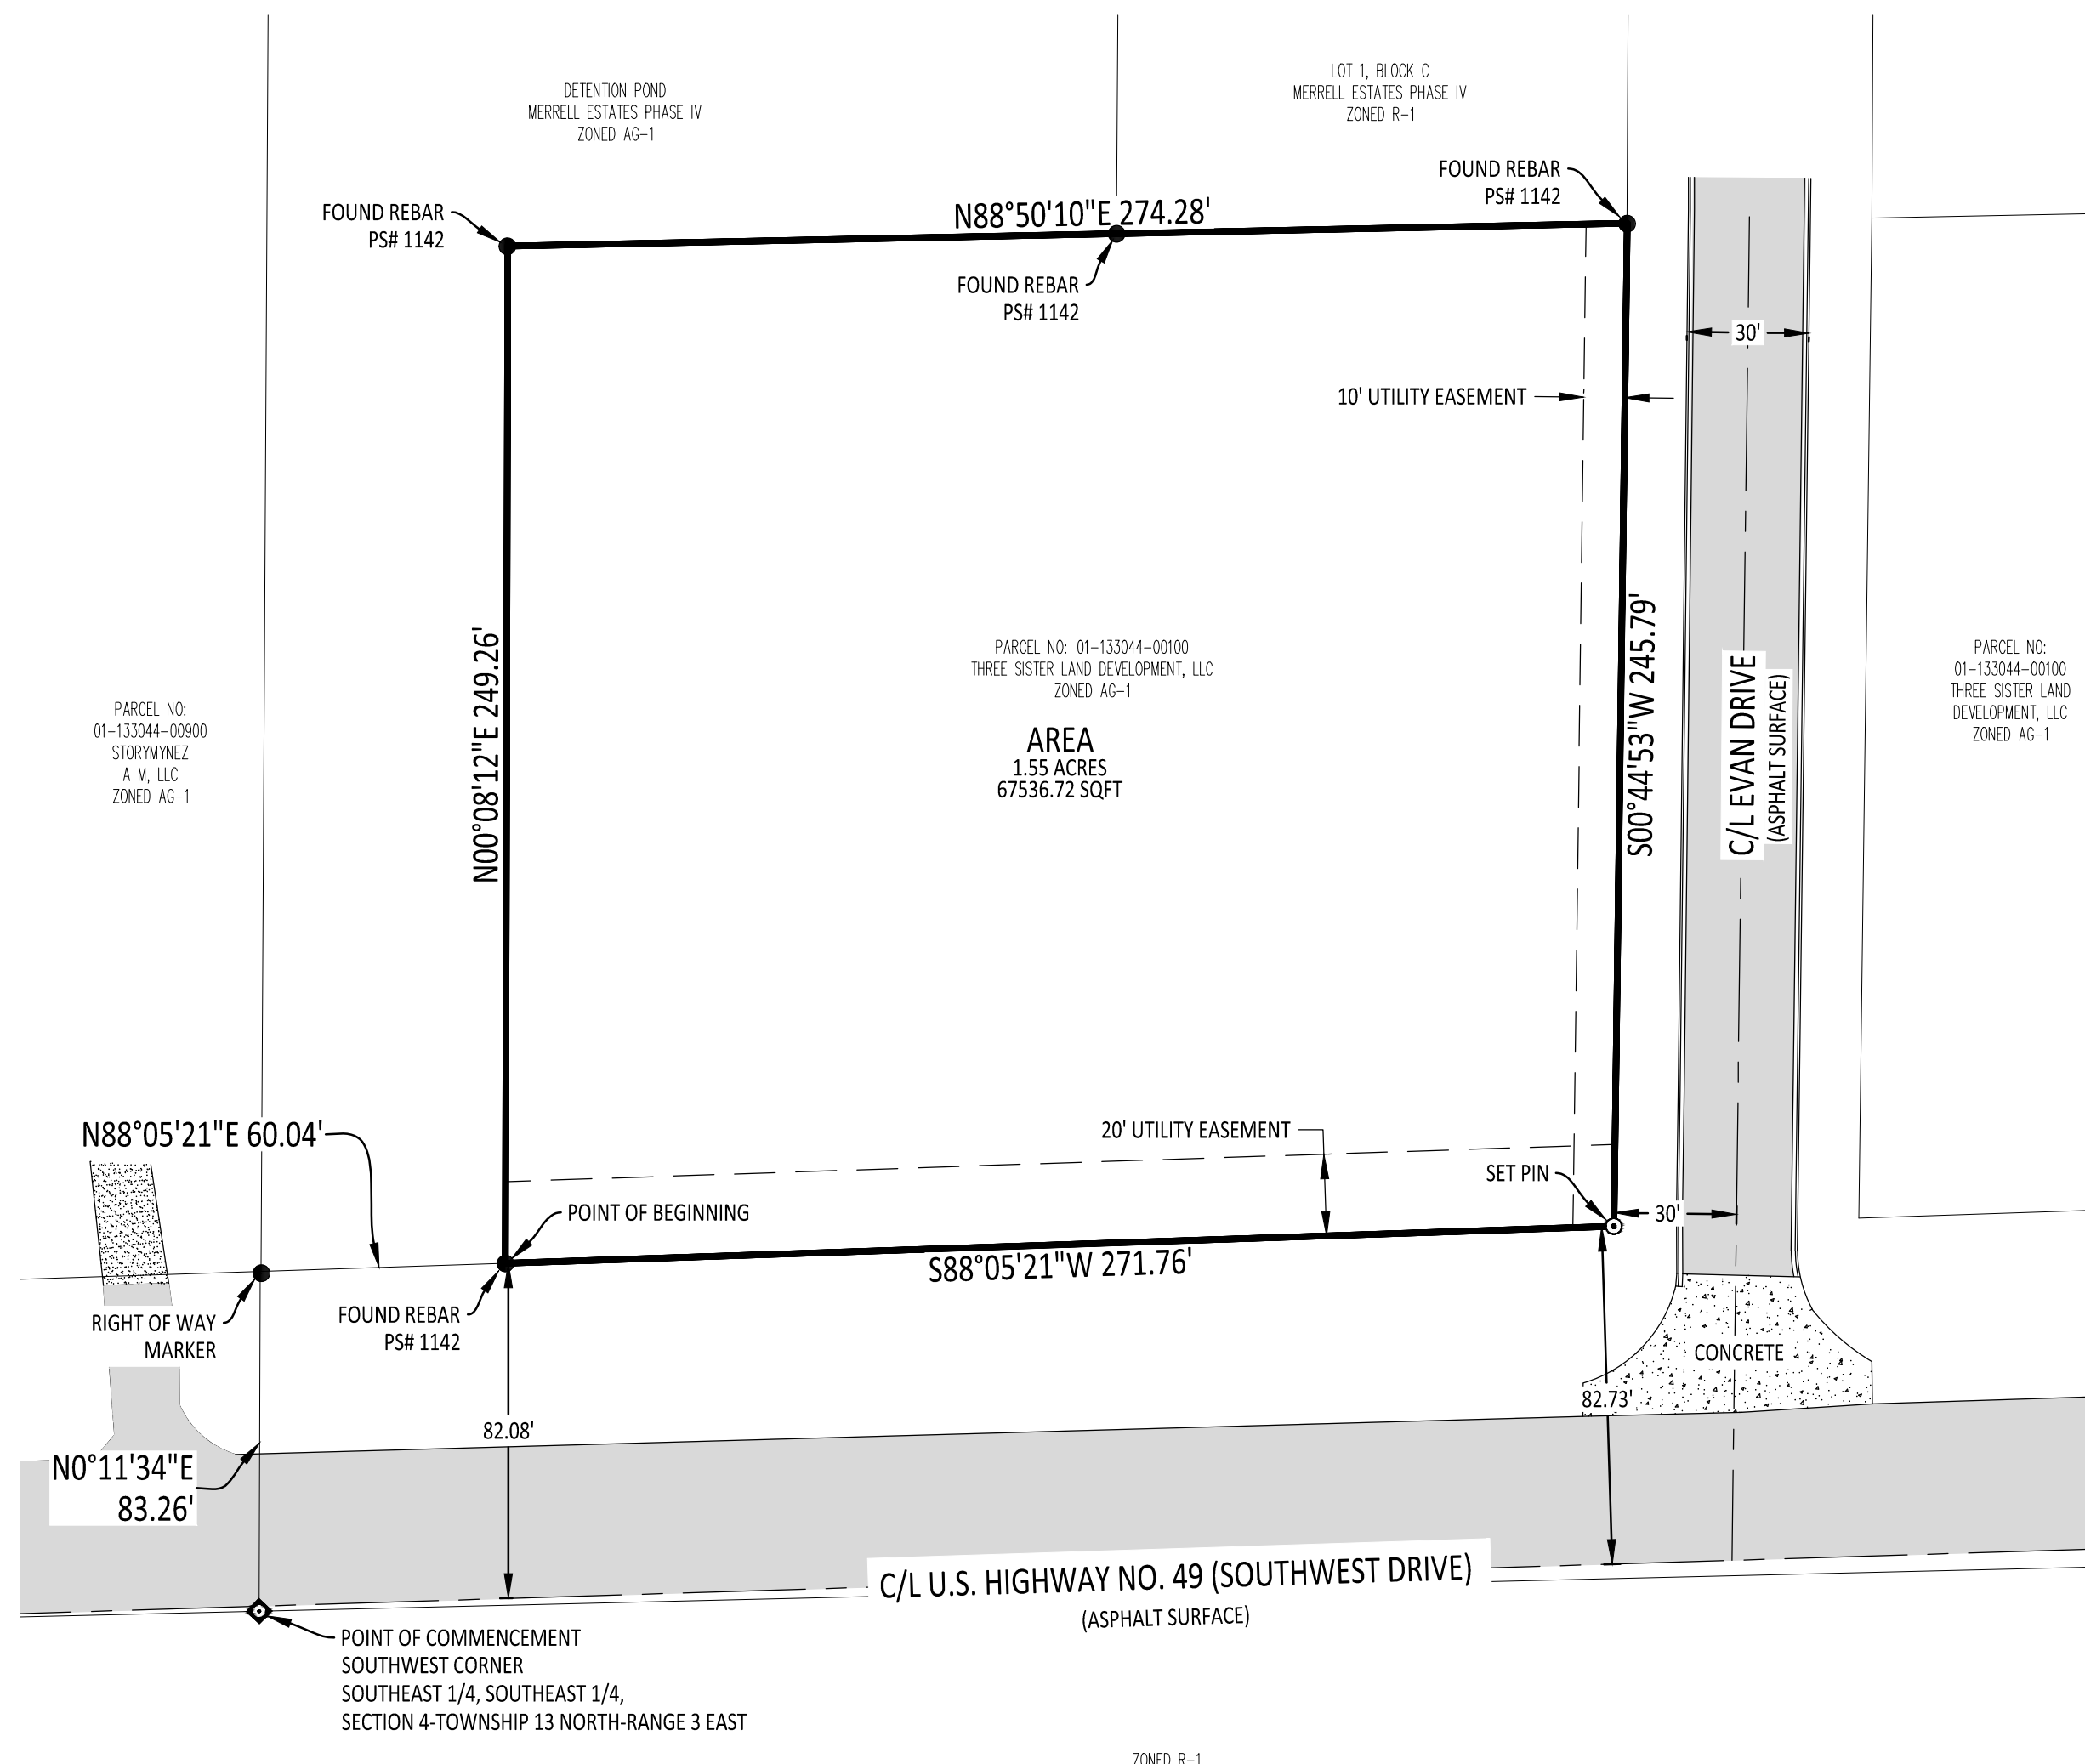 DETENTION POND
MERRELL ESTATES PHASE IV
ZONED AG-1
LOT 1, BLOCK C
MERRELL ESTATES PHASE IV
ZONED R-1
FOUND REBAR
PS# 1142
FOUND REBAR
PS# 1142
N88°50'10"E 274.28'
FOUND REBAR
PS# 1142
30'
10' UTILITY EASEMENT
N00°08'12"E 249.26'
S00°44'53"W 245.79'
C/L EVAN DRIVE
(ASPHALT SURFACE)
PARCEL NO: 01-133044-00100
THREE SISTER LAND DEVELOPMENT, LLC
ZONED AG-1
AREA
1.55 ACRES
67536.72 SQFT
PARCEL NO:
01-133044-00100
THREE SISTER LAND
DEVELOPMENT, LLC
ZONED AG-1
PARCEL NO:
01-133044-00900
STORYMYNEZ
A M, LLC
ZONED AG-1
N88°05'21"E 60.04'
20' UTILITY EASEMENT
SET PIN
POINT OF BEGINNING
30'
S88°05'21"W 271.76'
FOUND REBAR
PS# 1142
RIGHT OF WAY
MARKER
CONCRETE
82.73'
82.08'
N0°11'34"E
83.26'
C/L U.S. HIGHWAY NO. 49 (SOUTHWEST DRIVE)
(ASPHALT SURFACE)
POINT OF COMMENCEMENT
SOUTHWEST CORNER
SOUTHEAST 1/4, SOUTHEAST 1/4,
SECTION 4-TOWNSHIP 13 NORTH-RANGE 3 EAST
ZONED R-1